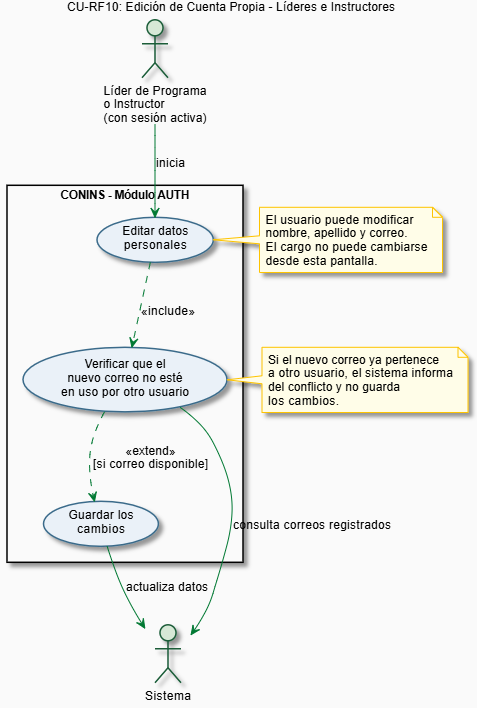 CU-RF10: Edición de Cuenta Propia - Líderes e Instructores
Líder de Programa
o Instructor
(con sesión activa)
inicia
CONINS - Módulo AUTH
Editar datos
personales
El usuario puede modificar
nombre, apellido y correo.
El cargo no puede cambiarse
desde esta pantalla.
«include»
Verificar que el
nuevo correo no esté
en uso por otro usuario
Si el nuevo correo ya pertenece
a otro usuario, el sistema informa
del conflicto y no guarda
los cambios.
«extend»
[si correo disponible]
Guardar los
cambios
consulta correos registrados
actualiza datos
Sistema